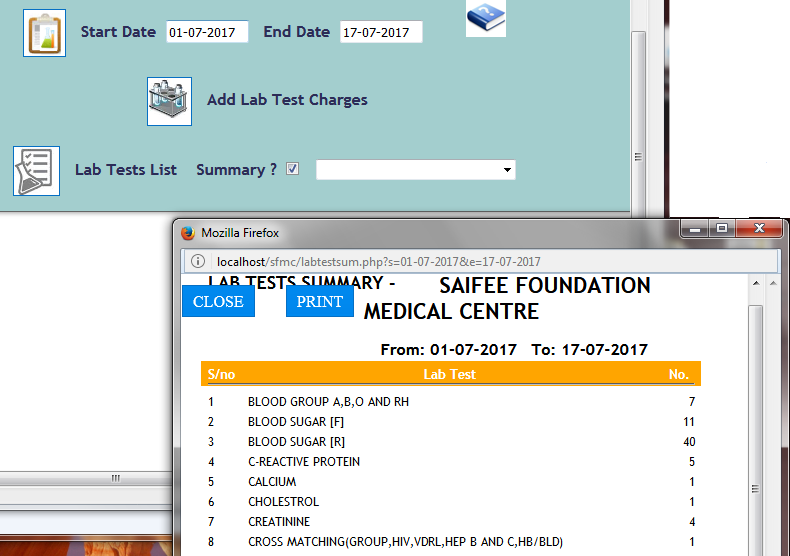 Start Date 01-07-2017 End Date 17-07-2017
Add Lab Test Charges
Lab Tests List Summary ?
Mozilla Firefox
localhost/sfmc/labtestsum.php?s=01-07-2017&e=17-07-2017
LAB TESTS SUMMARY - SAIFEE FOUNDATION
CLOSE PRINT MEDICAL CENTRE
From: 01-07-2017 To: 17-07-2017
S/no Lab Test No.
1 BLOOD GROUP A,B,O AND RH 7
2 BLOOD SUGAR [F] 11
3 BLOOD SUGAR [R] 40
4 C-REACTIVE PROTEIN 5
5 CALCIUM 1
6 CHOLESTROL 1
7 CREATININE 4
8 CROSS MATCHING(GROUP,HIV,VDRL,HEP B AND C,HB/BLD) 1